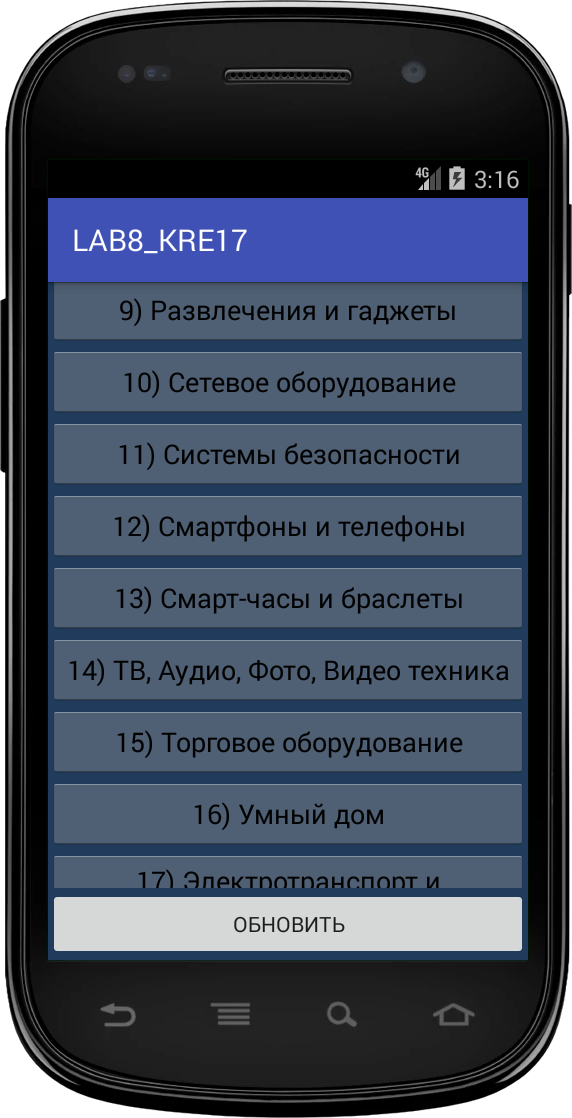 4G 3:16
LAB8_KRE17
9) Развлечения и гаджеты
10) Сетевое оборудование
11) Системы безопасности
12) Смартфоны и телефоны
13) Смарт-часы и браслеты
14) ТВ, Аудио, Фото, Видео техника
15) Торговое оборудование
16) Умный дом
17) Электротранспорт и
ОБНОВИТЬ